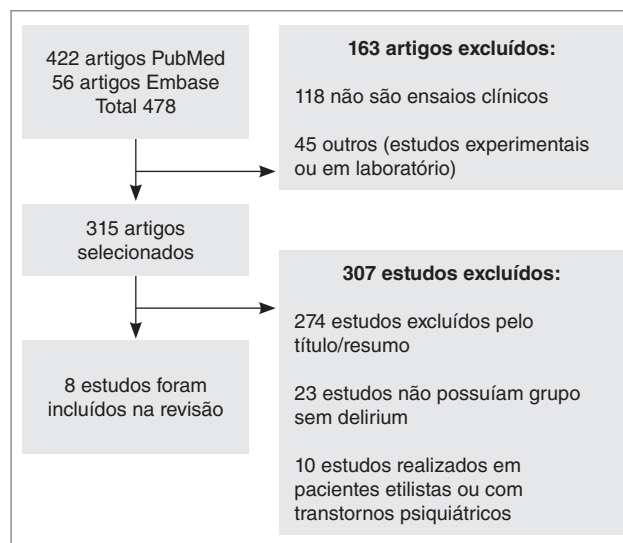 422 artigos PubMed
56 artigos Embase
Total 478
163 artigos excluídos:
118 não são ensaios clínicos
45 outros (estudos experimentais
ou em laboratório)
315 artigos
selecionados
307 estudos excluídos:
274 estudos excluídos pelo
título/resumo
23 estudos não possuíam grupo
sem delirium
10 estudos realizados em
pacientes etilistas ou com
transtornos psiquiátricos
8 estudos foram
incluídos na revisão